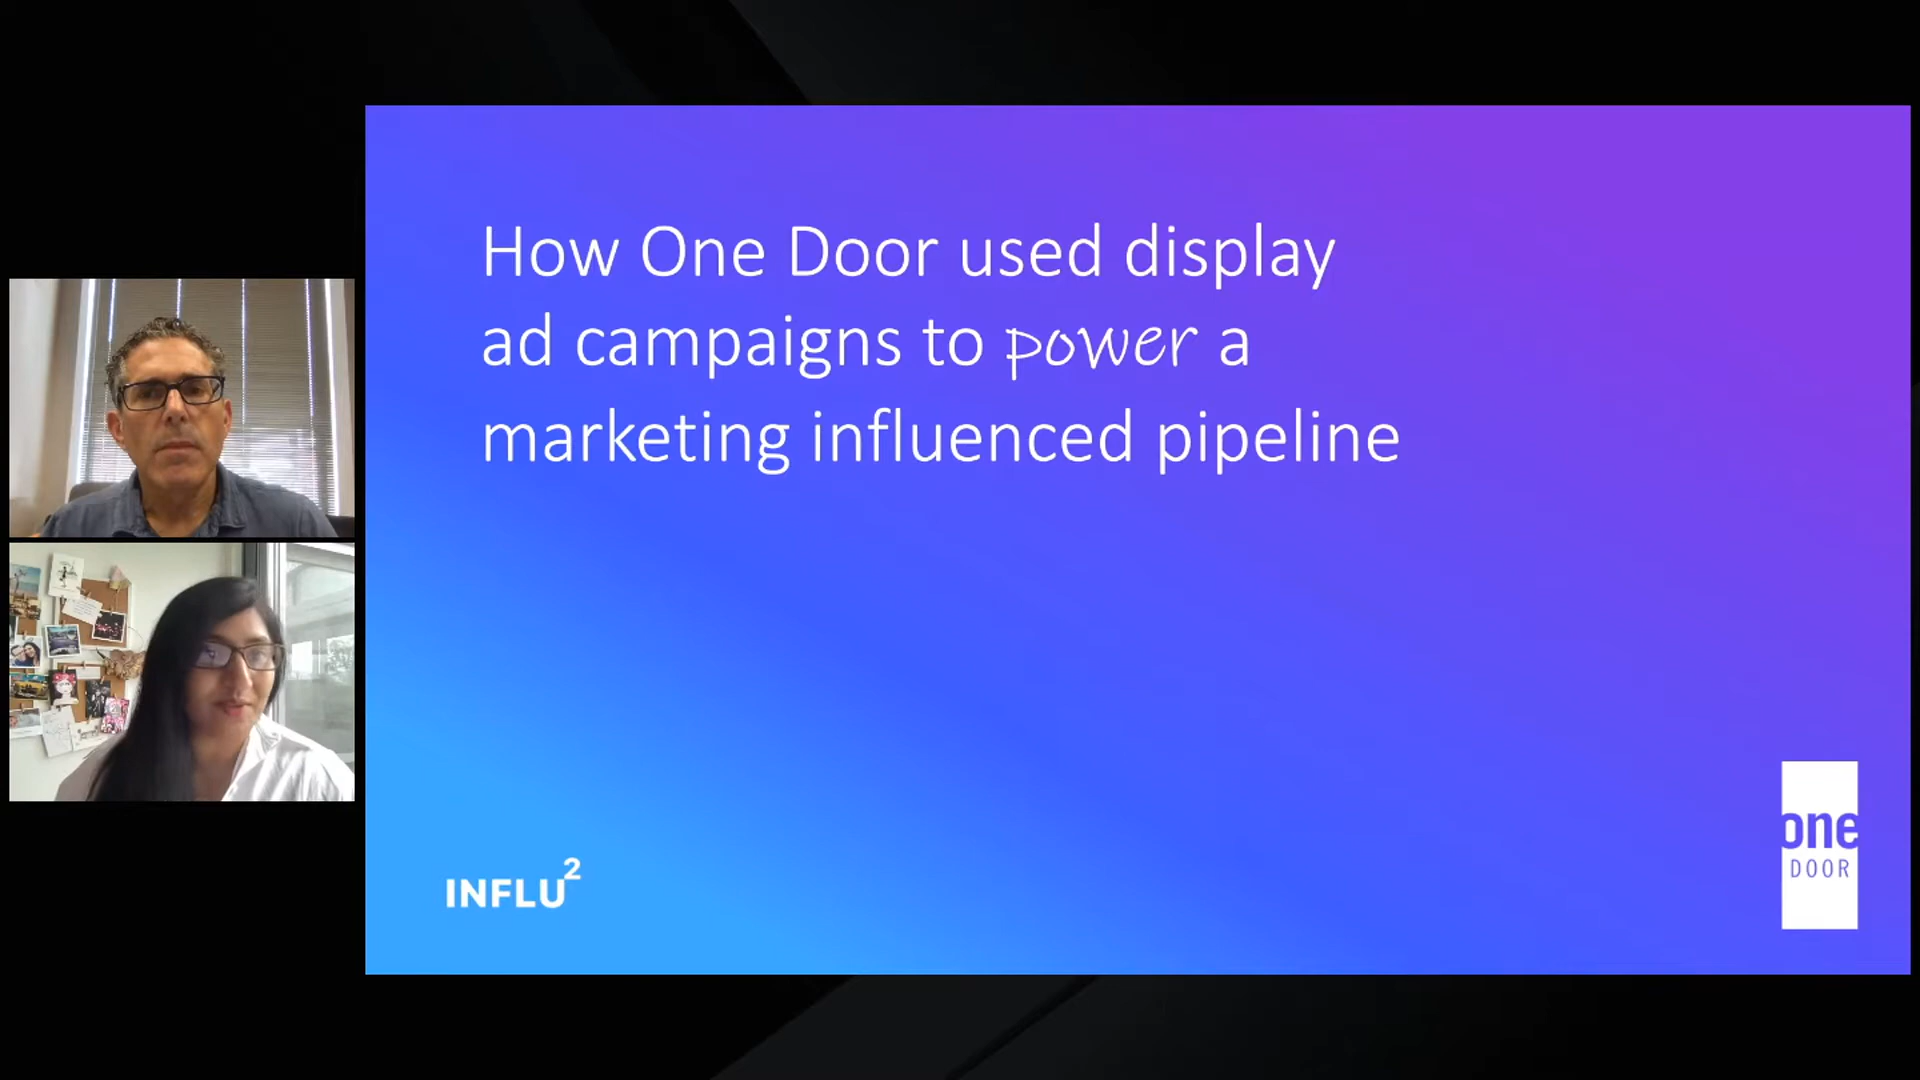 How One Door used display
ad campaigns to power a
marketing influenced pipeline
INFLU2
one
DOOR